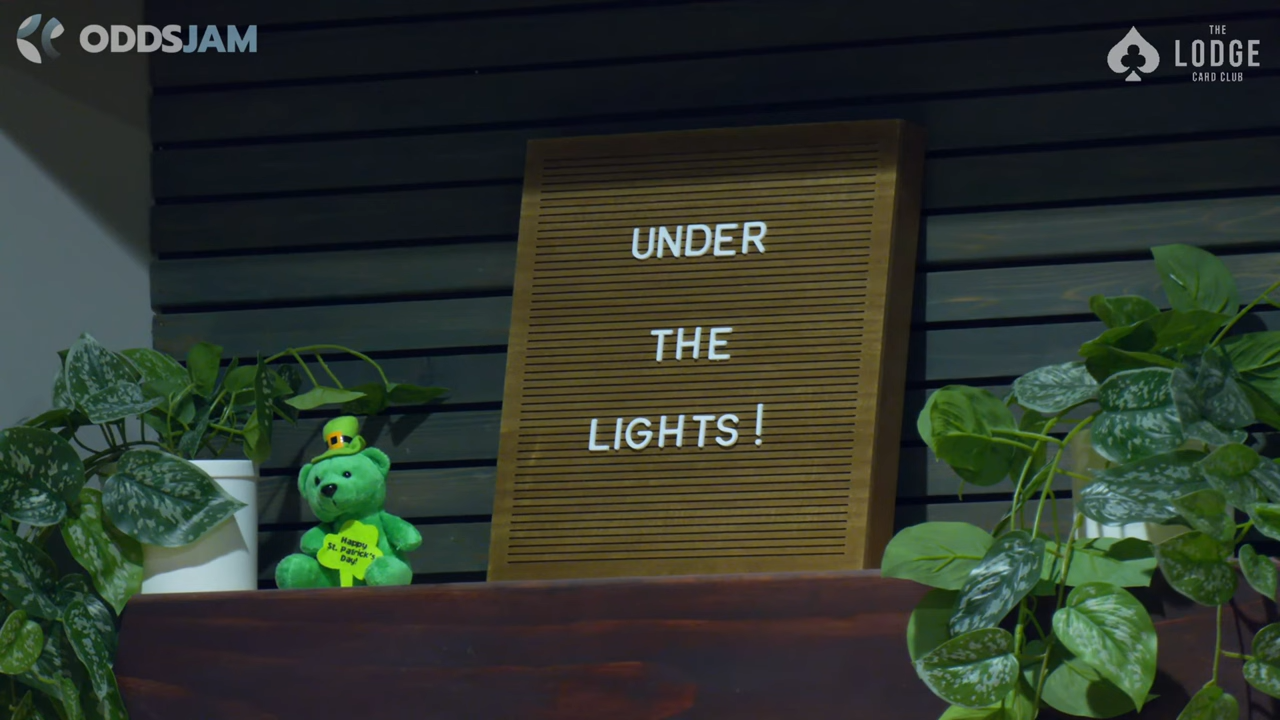 ODDSJAM
THE
LODGE
CARD CLUB
UNDER
THE
LIGHTS!
Happy
St. Patrick's
Day!